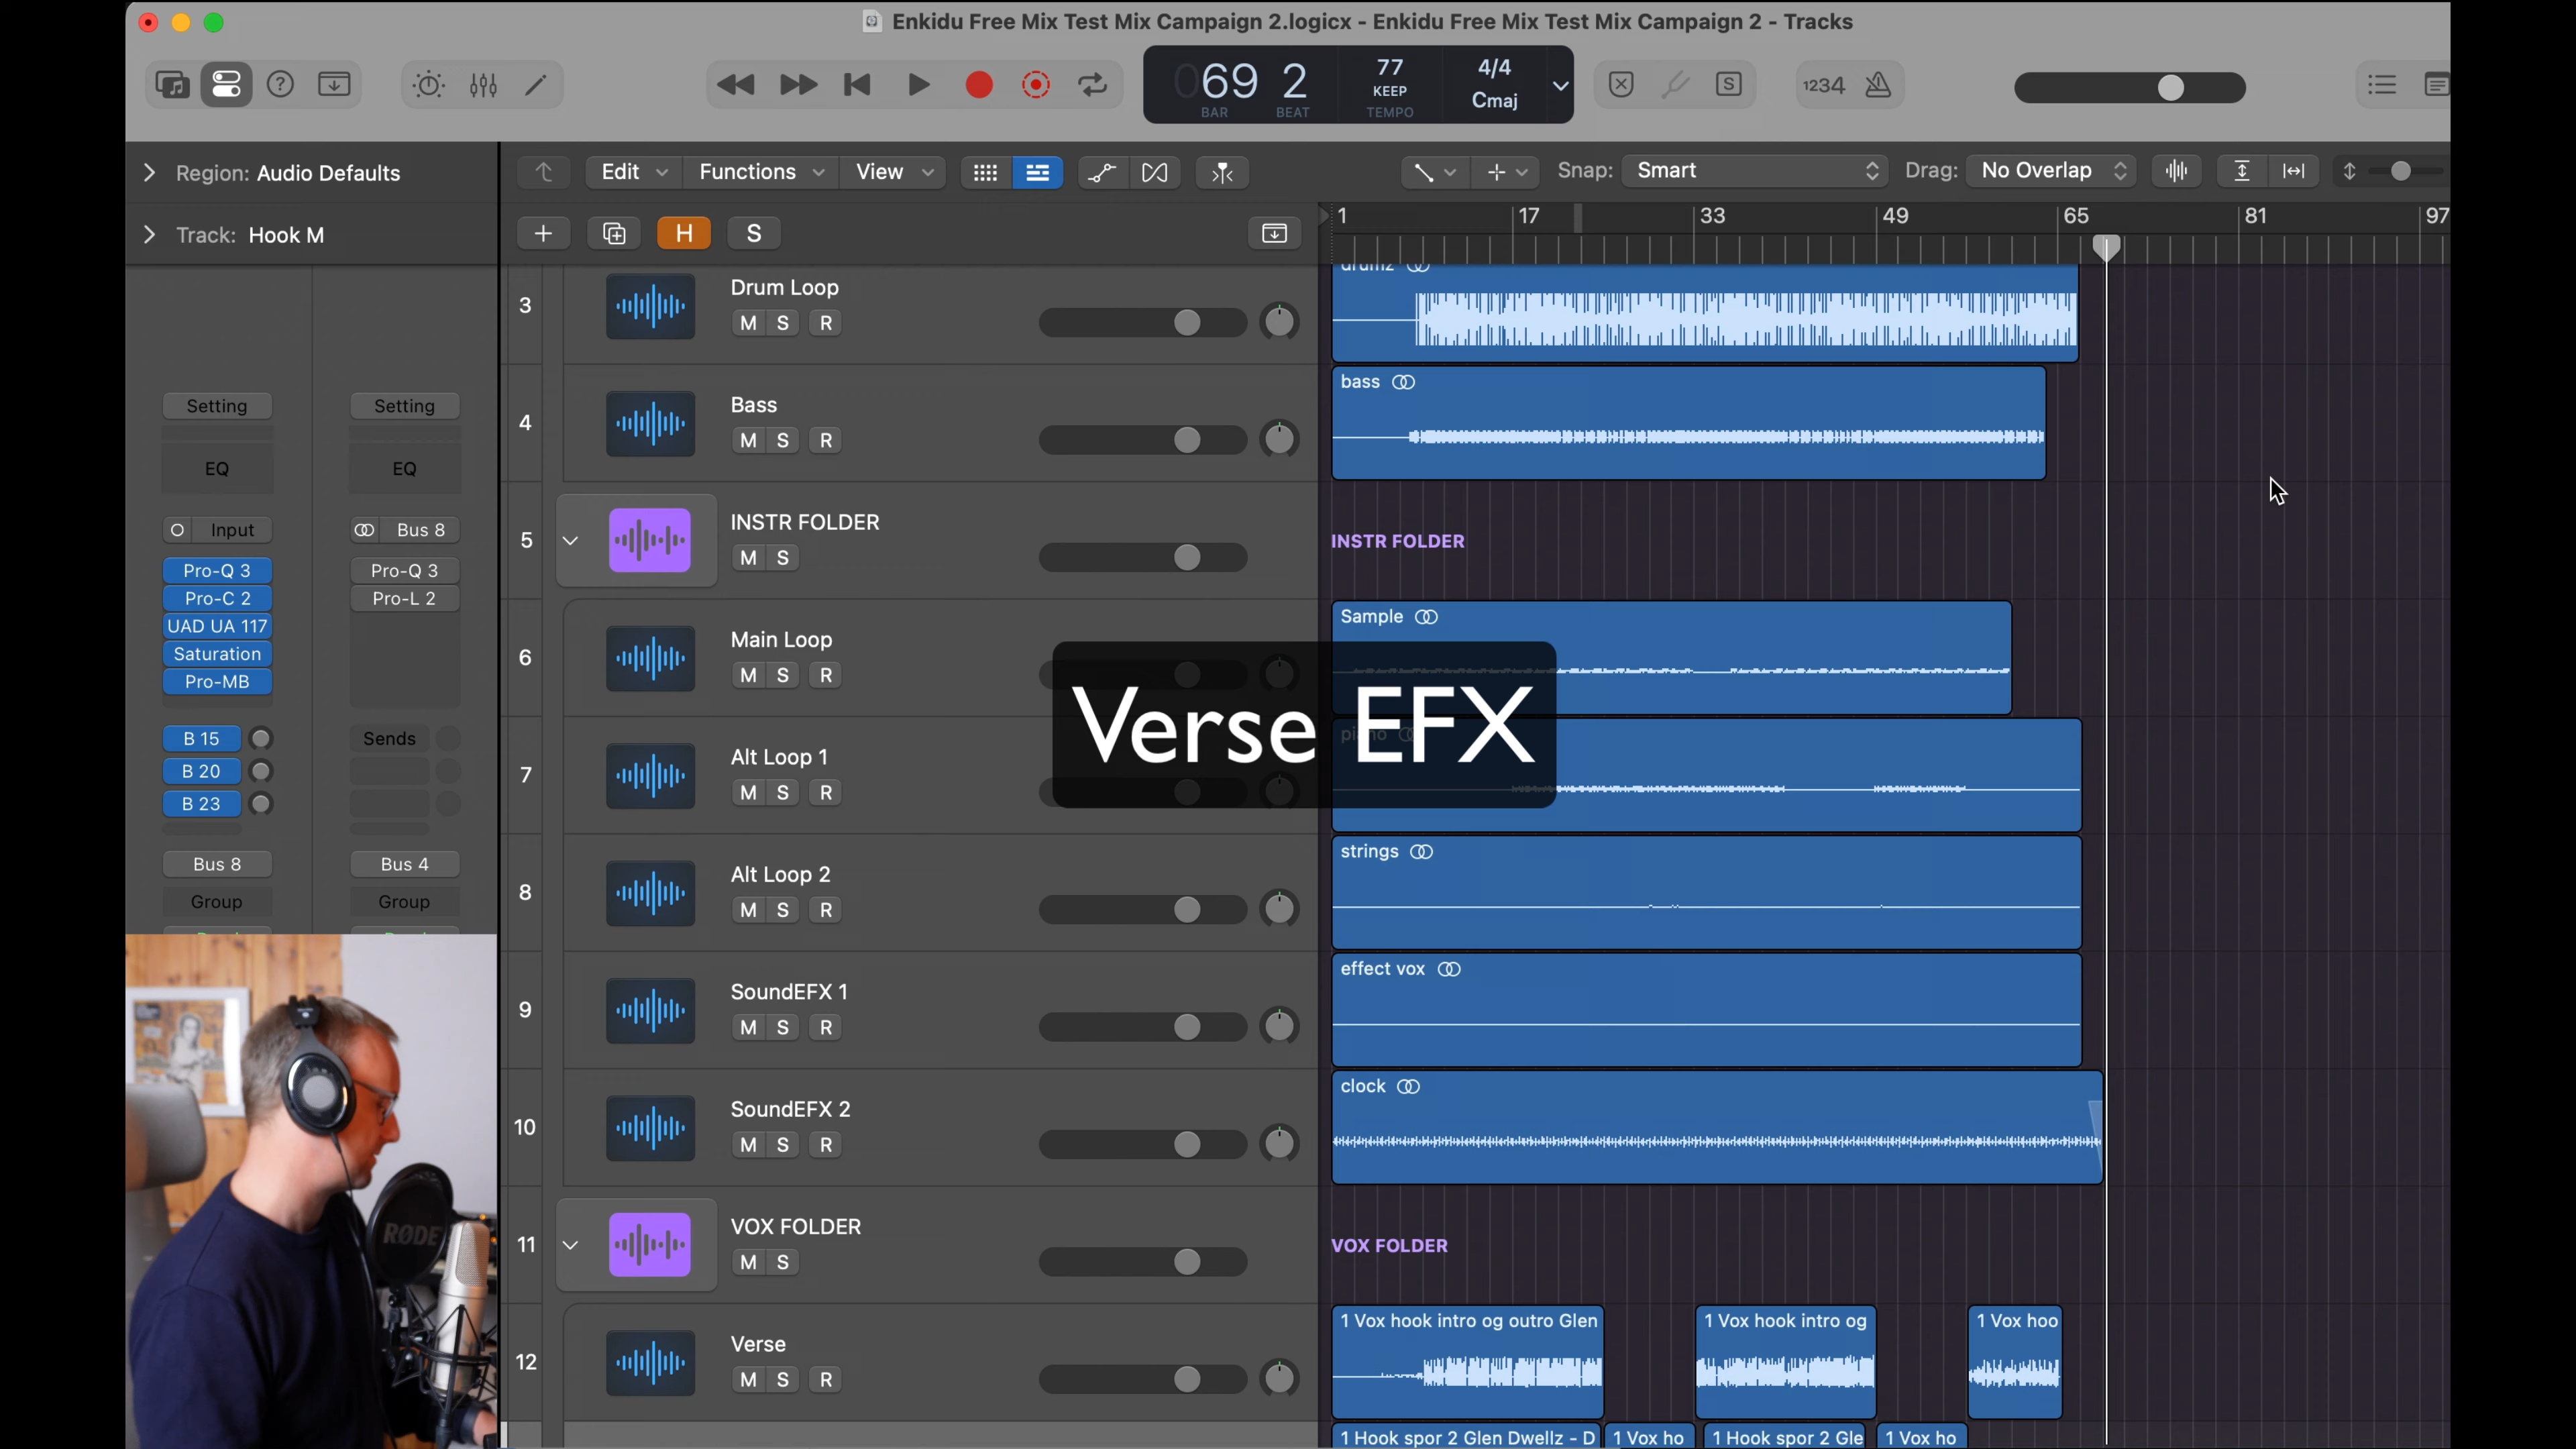 Enkidu Free Mix Test Mix Campaign 2.logicx - Enkidu Free Mix Test Mix Campaign 2 - Tracks
069 2 77 4/4
KEEP Cmaj
BAR BEAT TEMPO
S 1234
Region: Audio Defaults
Edit Functions View Snap: Smart Drag: No Overlap
Track: Hook M
+ H S
1 17 33 49 65 81 97
3 Drum Loop
M S R
drumz
4 Bass
M S R
bass
Setting Setting
EQ EQ
Input Bus 8
Pro-Q 3 Pro-Q 3
Pro-C 2 Pro-L 2
UAD UA 117
Saturation
Pro-MB
B 15 Sends
B 20
B 23
Bus 8 Bus 4
Group Group
5 INSTR FOLDER
M S
INSTR FOLDER
6 Main Loop
M S R
Sample
Verse EFX
7 Alt Loop 1
M S R
piano
8 Alt Loop 2
M S R
strings
9 SoundEFX 1
M S R
effect vox
10 SoundEFX 2
M S R
clock
11 VOX FOLDER
M S
VOX FOLDER
12 Verse
M S R
1 Vox hook intro og outro Glen
1 Vox hook intro og
1 Vox hoo
1 Hook spor 2 Glen Dwellz - D
1 Vox ho
1 Hook spor 2 Gle
1 Vox ho
RØDE